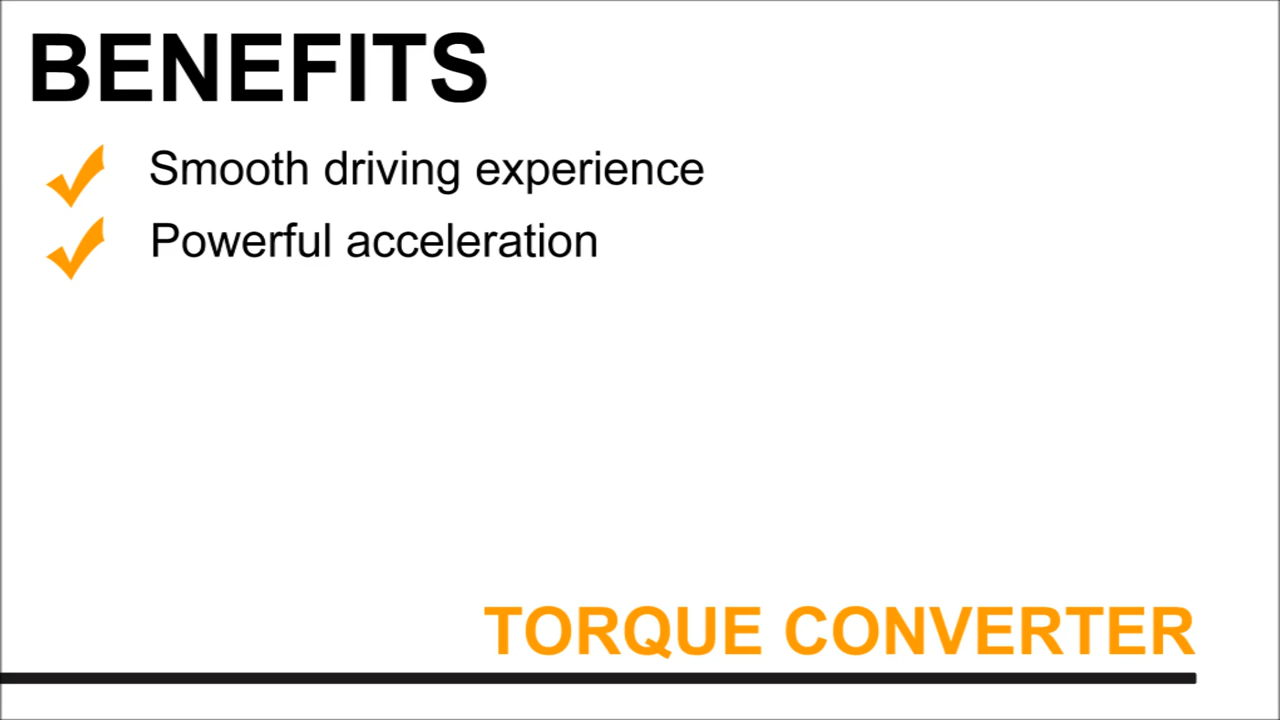 BENEFITS
Smooth driving experience
Powerful acceleration
TORQUE CONVERTER